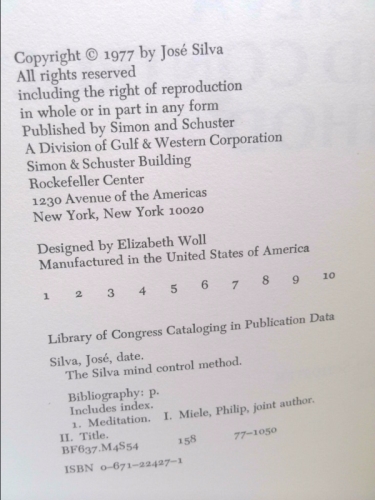 Copyright © 1977 by José Silva
All rights reserved
including the right of reproduction
in whole or in part in any form
Published by Simon and Schuster
A Division of Gulf & Western Corporation
Simon & Schuster Building
Rockefeller Center
1230 Avenue of the Americas
New York, New York 10020
Designed by Elizabeth Woll
Manufactured in the United States of America
1 2 3 4 5 6 7 8 9 10
Library of Congress Cataloging in Publication Data
Silva, José, date.
The Silva mind control method.
Bibliography: p.
Includes index.
1. Meditation. I. Miele, Philip, joint author.
II. Title.
BF637.M4S54 158 77-1050
ISBN 0-671-22427-1